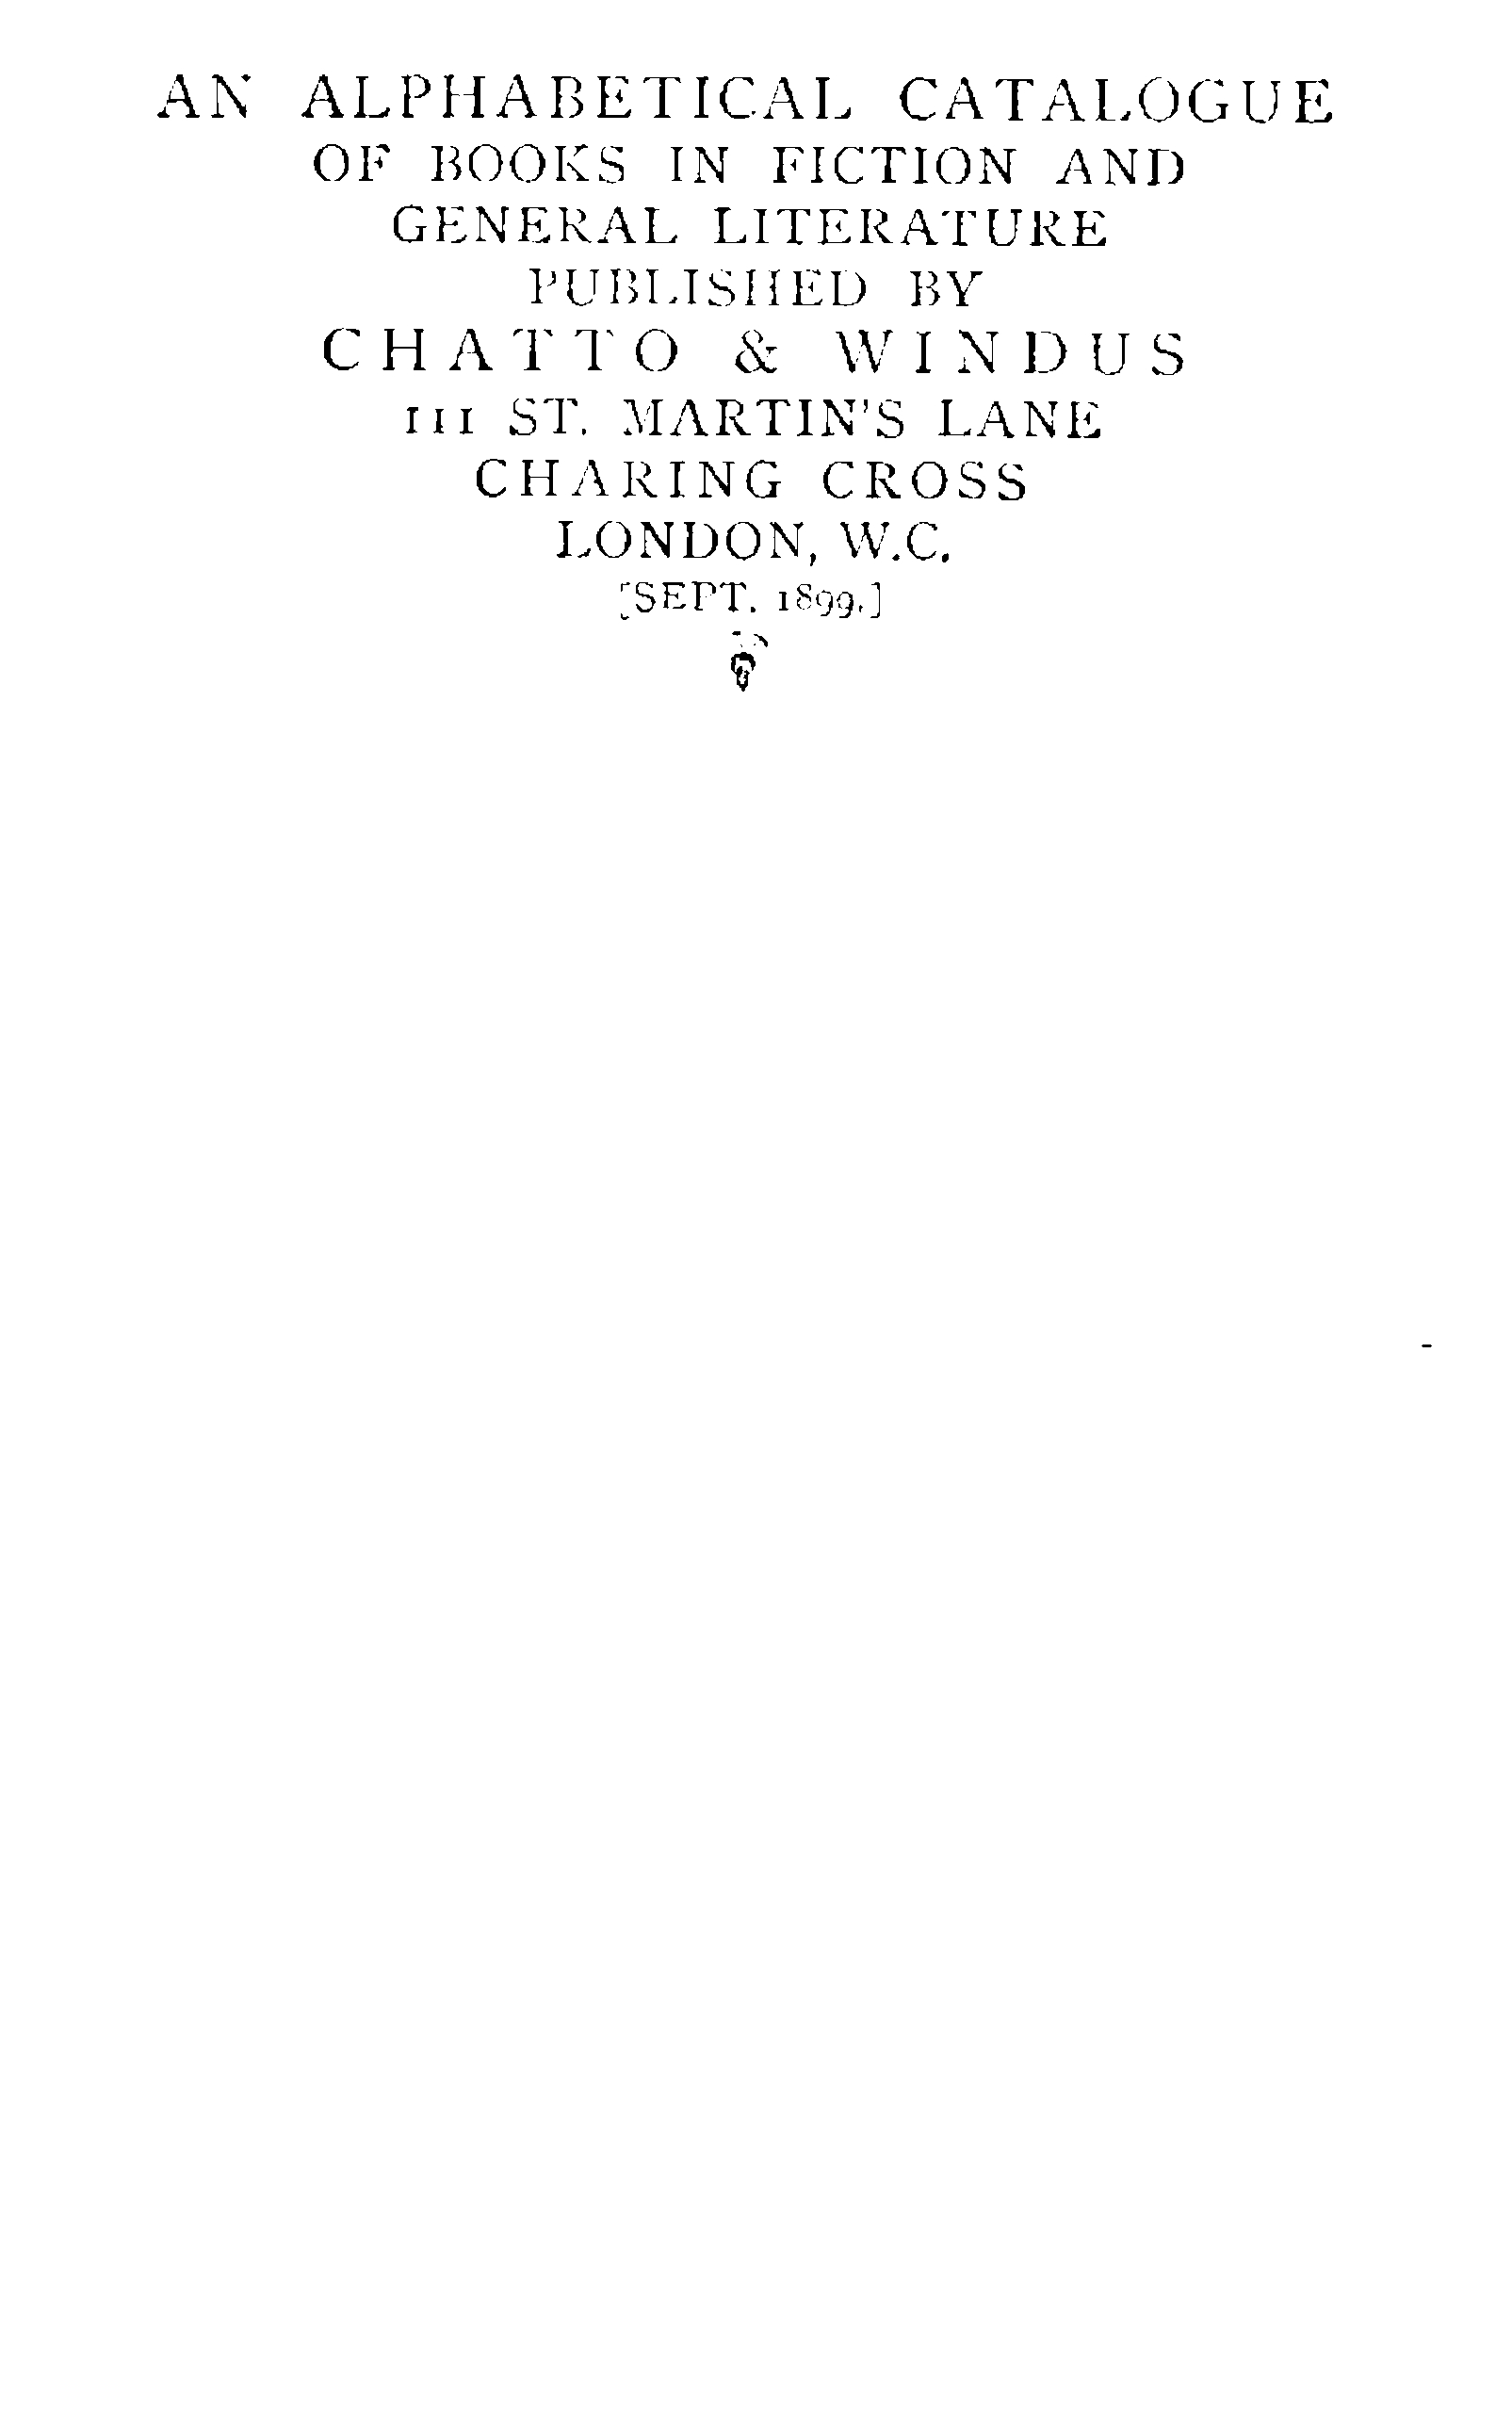 AN ALPHABETICAL CATALOGUE
OF BOOKS IN FICTION AND
GENERAL LITERATURE
PUBLISHED BY
CHATTO & WINDUS
111 ST. MARTIN'S LANE
CHARING CROSS
LONDON, W.C.
[SEPT. 1899.]